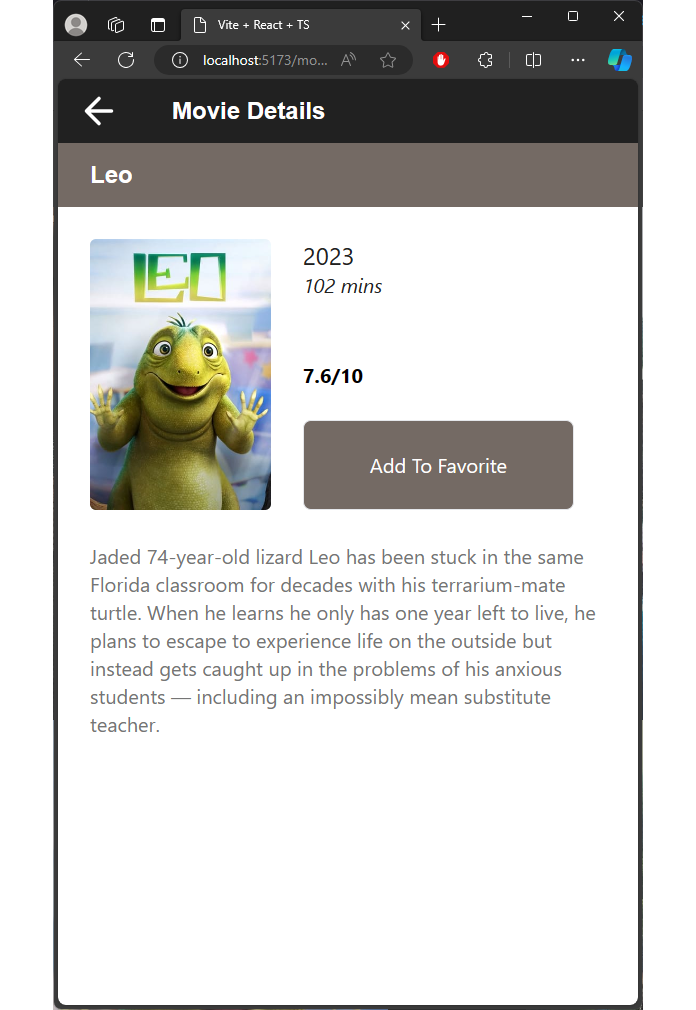 Vite + React + TS
localhost:5173/mo...
Movie Details
Leo
LEO
2023
102 mins
7.6/10
Add To Favorite
Jaded 74-year-old lizard Leo has been stuck in the same
Florida classroom for decades with his terrarium-mate
turtle. When he learns he only has one year left to live, he
plans to escape to experience life on the outside but
instead gets caught up in the problems of his anxious
students — including an impossibly mean substitute
teacher.